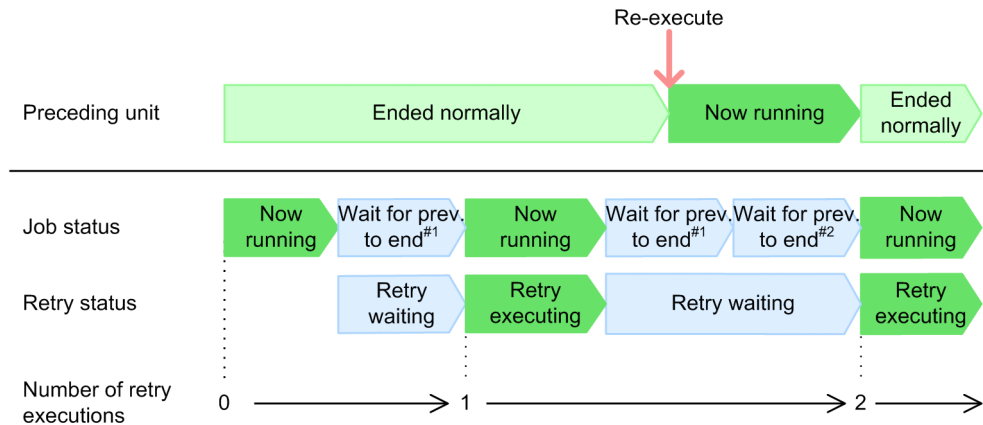 Re-execute
Preceding unit
Ended normally
Now running
Ended
normally
Job status
Now
running
Wait for prev.
to end#1
Now
running
Wait for prev.
to end#1
Wait for prev.
to end#2
Now
running
Retry status
Retry
waiting
Retry
executing
Retry waiting
Retry
executing
Number of retry
executions
0
1
2